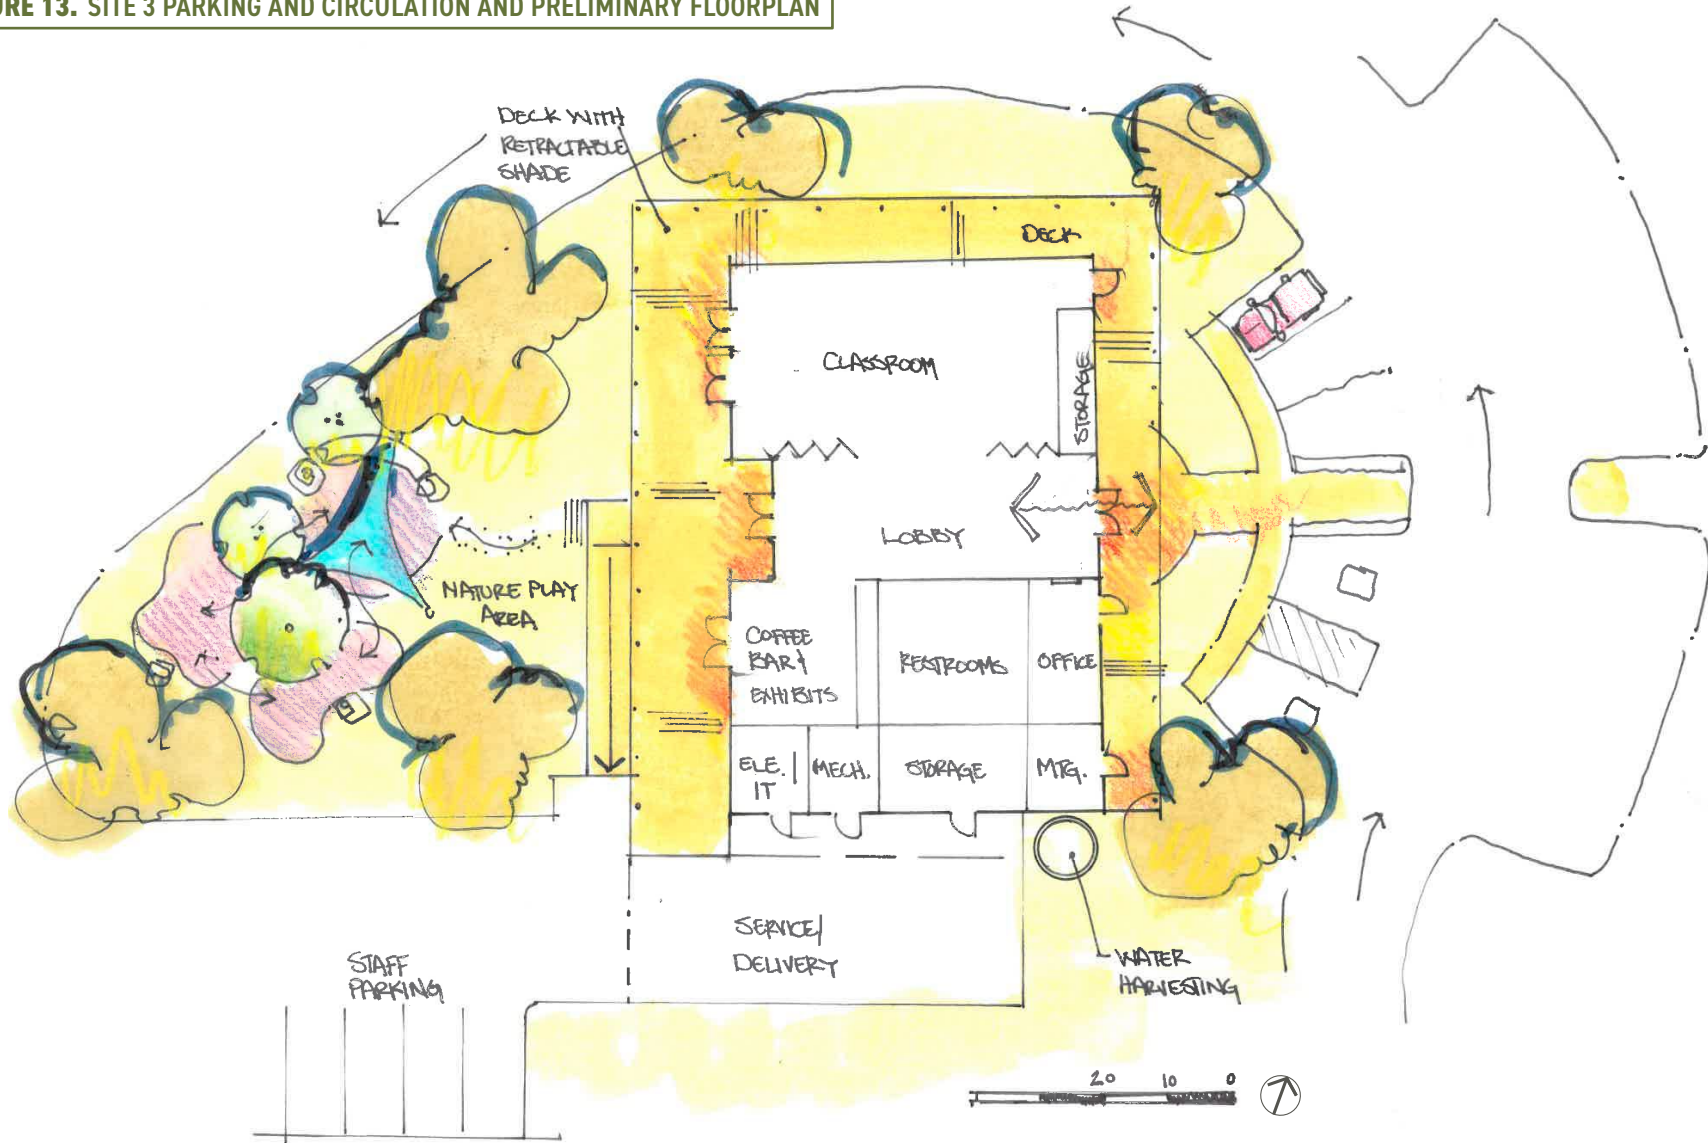 URE 13. SITE 3 PARKING AND CIRCULATION AND PRELIMINARY FLOORPLAN
DECK WITH
RETRACTABLE
SHADE
DECK
CLASSROOM
STORAGE
LOBBY
NATURE PLAY
AREA
COFFEE
BAR &
EXHIBITS
RESTROOMS
OFFICE
ELE. |
IT
MECH.
STORAGE
MTG.
SERVICE/
DELIVERY
STAFF
PARKING
WATER
HARVESTING
20 10 0